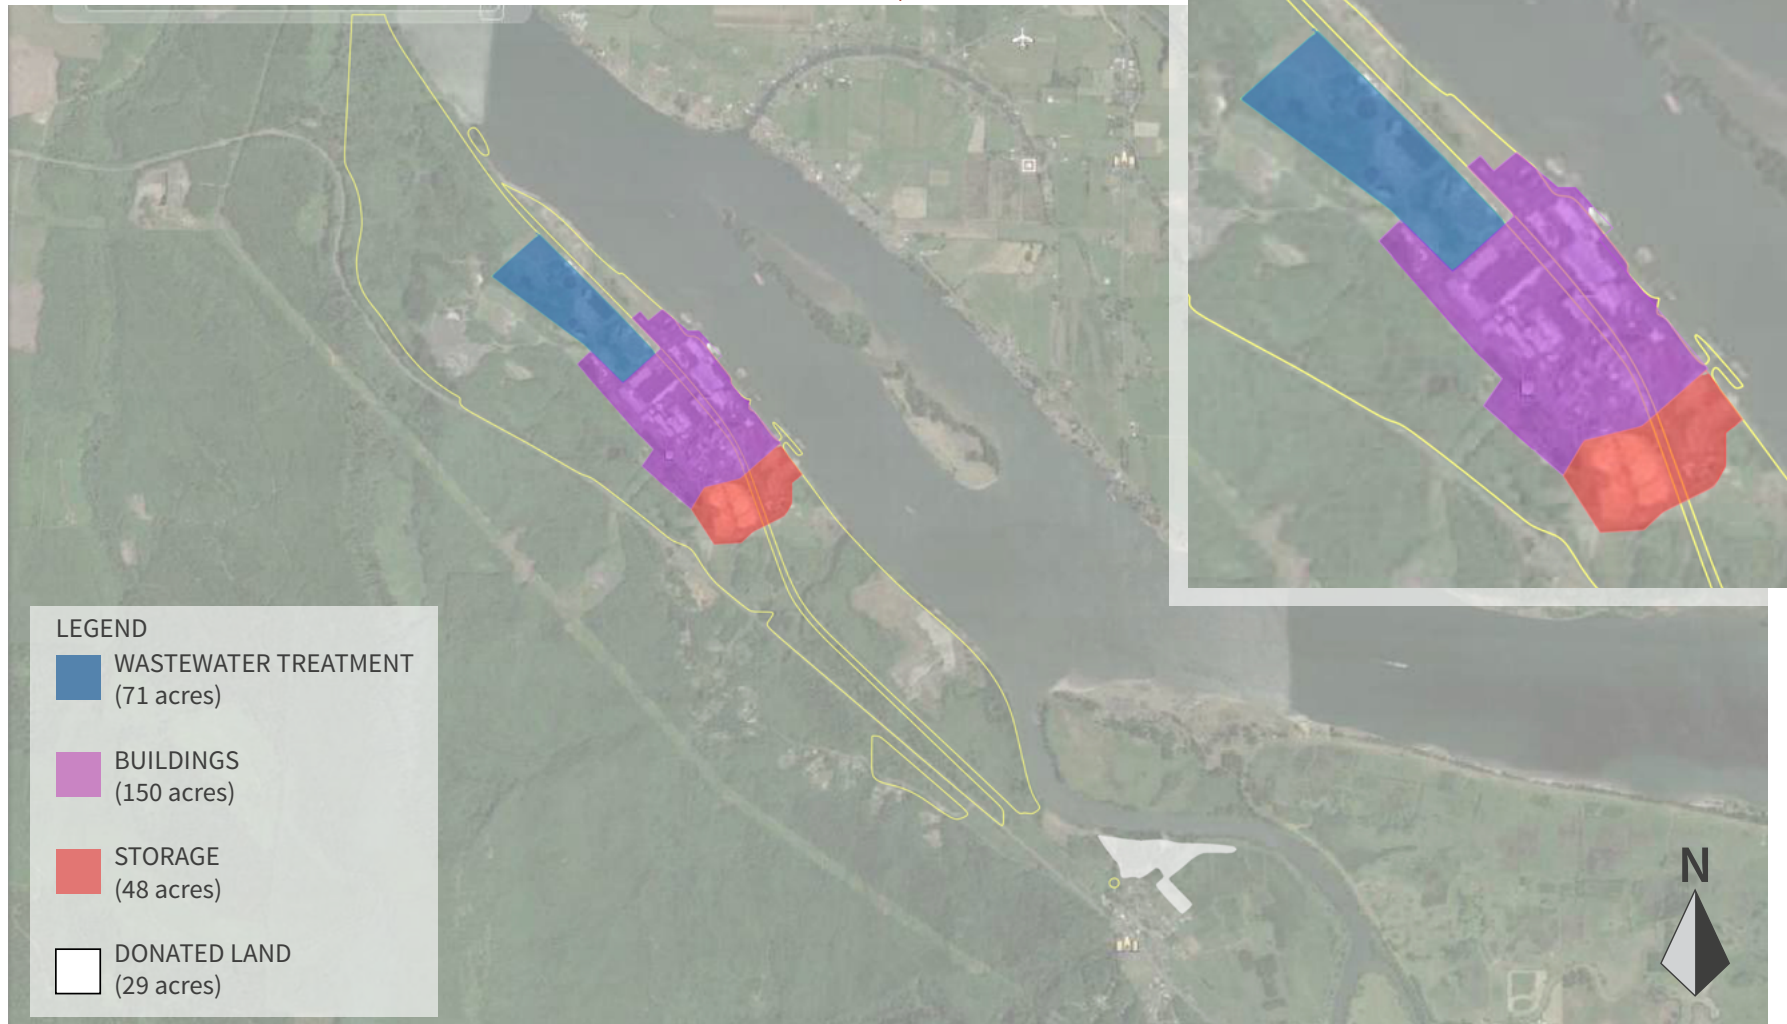 LEGEND
WASTEWATER TREATMENT
(71 acres)
BUILDINGS
(150 acres)
STORAGE
(48 acres)
DONATED LAND
(29 acres)
N